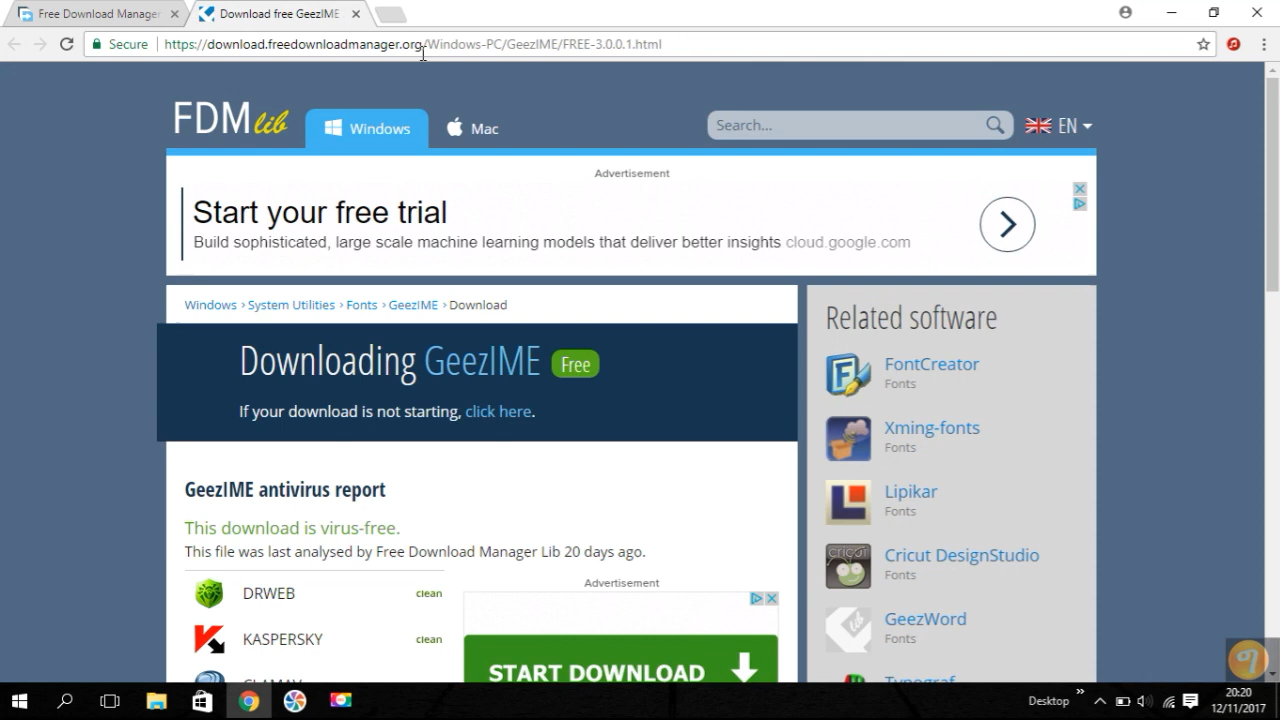 Free Download Manager
Download free GeezIME
Secure
https://download.freedownloadmanager.org/Windows-PC/GeezIME/FREE-3.0.0.1.html
FDM lib
Windows
Mac
Search...
EN
Advertisement
Start your free trial
Build sophisticated, large scale machine learning models that deliver better insights cloud.google.com
Windows › System Utilities › Fonts › GeezIME › Download
Downloading GeezIME Free
If your download is not starting, click here.
GeezIME antivirus report
This download is virus-free.
This file was last analysed by Free Download Manager Lib 20 days ago.
DRWEB clean
KASPERSKY clean
Advertisement
START DOWNLOAD
Related software
FontCreator
Fonts
Xming-fonts
Fonts
Lipikar
Fonts
Cricut DesignStudio
Fonts
GeezWord
Fonts
Typograf
Desktop
20:20
12/11/2017